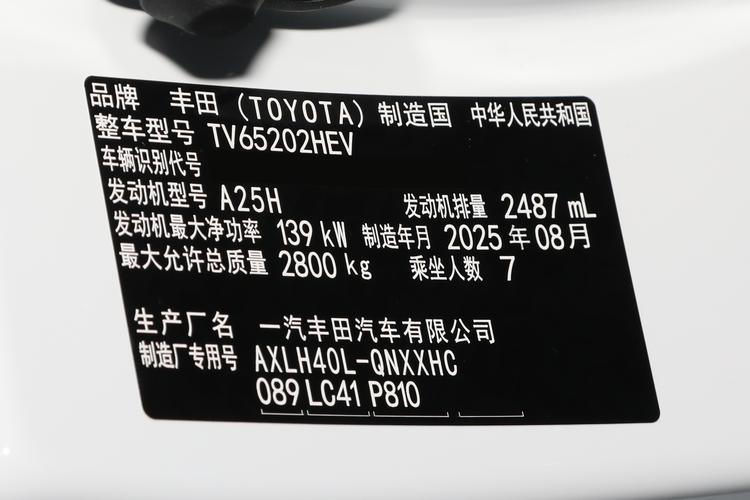 品牌 丰田（TOYOTA）制造国 中华人民共和国
整车型号 TV65202HEV
车辆识别代号
发动机型号 A25H 发动机排量 2487 mL
发动机最大净功率 139 kW 制造年月 2025 年 08 月
最大允许总质量 2800 kg 乘坐人数 7
生产厂名 一汽丰田汽车有限公司
制造厂专用号 AXLH40L-QNXXHC
089 LC41 P810